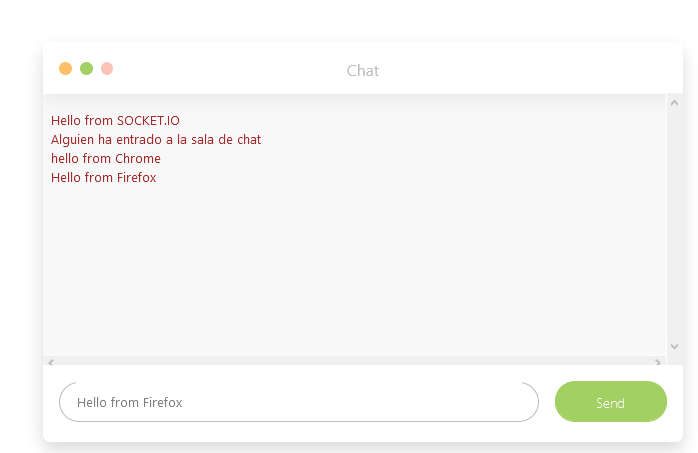 Chat
Hello from SOCKET.IO
Alguien ha entrado a la sala de chat
hello from Chrome
Hello from Firefox
Hello from Firefox
Send